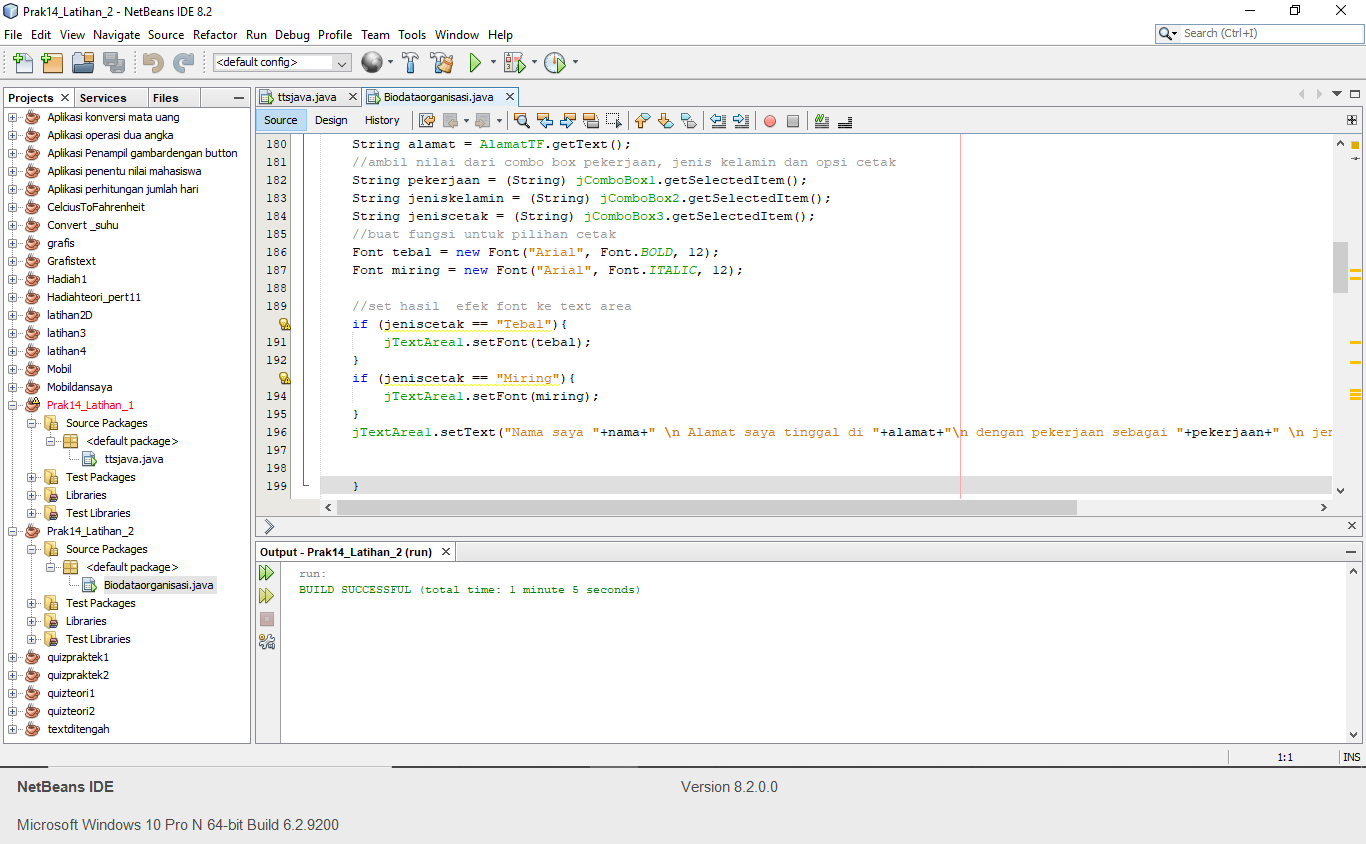 Prak14_Latihan_2 - NetBeans IDE 8.2
File Edit View Navigate Source Refactor Run Debug Profile Team Tools Window Help
Search (Ctrl+I)
<default config>
Projects Services Files
Aplikasi konversi mata uang
Aplikasi operasi dua angka
Aplikasi Penampil gambardengan button
Aplikasi penentu nilai mahasiswa
Aplikasi perhitungan jumlah hari
CelciusToFahrenheit
Convert _suhu
grafis
Grafistext
Hadiah1
Hadiahteori_pert11
latihan2D
latihan3
latihan4
Mobil
Mobildansaya
Prak14_Latihan_1
Source Packages
<default package>
ttsjava.java
Test Packages
Libraries
Test Libraries
Prak14_Latihan_2
Source Packages
<default package>
Biodataorganisasi.java
Test Packages
Libraries
Test Libraries
quizpraktek1
quizpraktek2
quizteori1
quizteori2
textditengah
ttsjava.java Biodataorganisasi.java
Source Design History
180 String alamat = AlamatTF.getText();
181 //ambil nilai dari combo box pekerjaan, jenis kelamin dan opsi cetak
182 String pekerjaan = (String) jComboBox1.getSelectedItem();
183 String jeniskelamin = (String) jComboBox2.getSelectedItem();
184 String jeniscetak = (String) jComboBox3.getSelectedItem();
185 //buat fungsi untuk pilihan cetak
186 Font tebal = new Font("Arial", Font.BOLD, 12);
187 Font miring = new Font("Arial", Font.ITALIC, 12);
188
189 //set hasil  efek font ke text area
if (jeniscetak == "Tebal"){
191 jTextArea1.setFont(tebal);
192 }
if (jeniscetak == "Miring"){
194 jTextArea1.setFont(miring);
195 }
196 jTextArea1.setText("Nama saya "+nama+" \n Alamat saya tinggal di "+alamat+"\n dengan pekerjaan sebagai "+pekerjaan+" \n jen
197
198
199 }
Output - Prak14_Latihan_2 (run)
run:
BUILD SUCCESSFUL (total time: 1 minute 5 seconds)
1:1 INS
NetBeans IDE Version 8.2.0.0
Microsoft Windows 10 Pro N 64-bit Build 6.2.9200